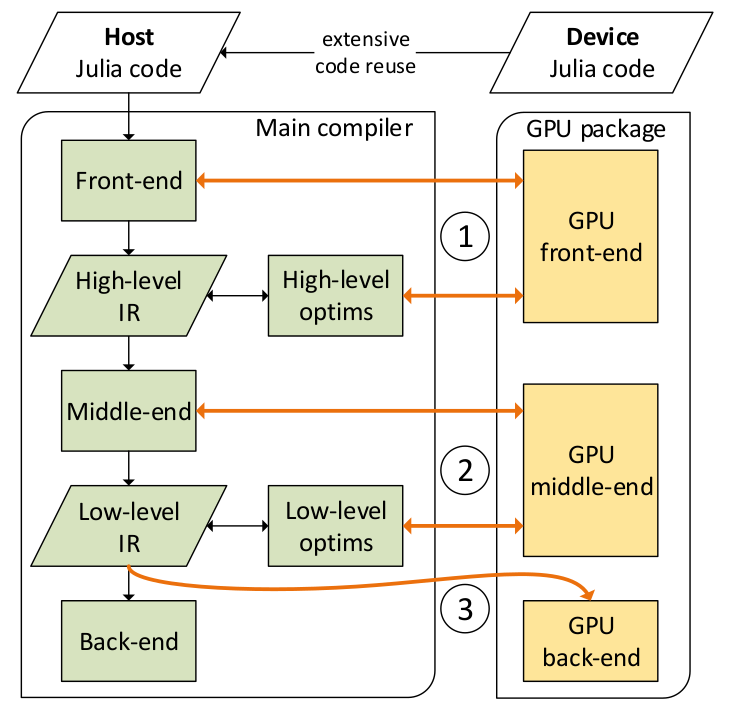 Host
Julia code
extensive
code reuse
Device
Julia code
Main compiler
GPU package
Front-end
GPU
front-end
1
High-level
IR
High-level
optims
Middle-end
GPU
middle-end
2
Low-level
IR
Low-level
optims
3
Back-end
GPU
back-end